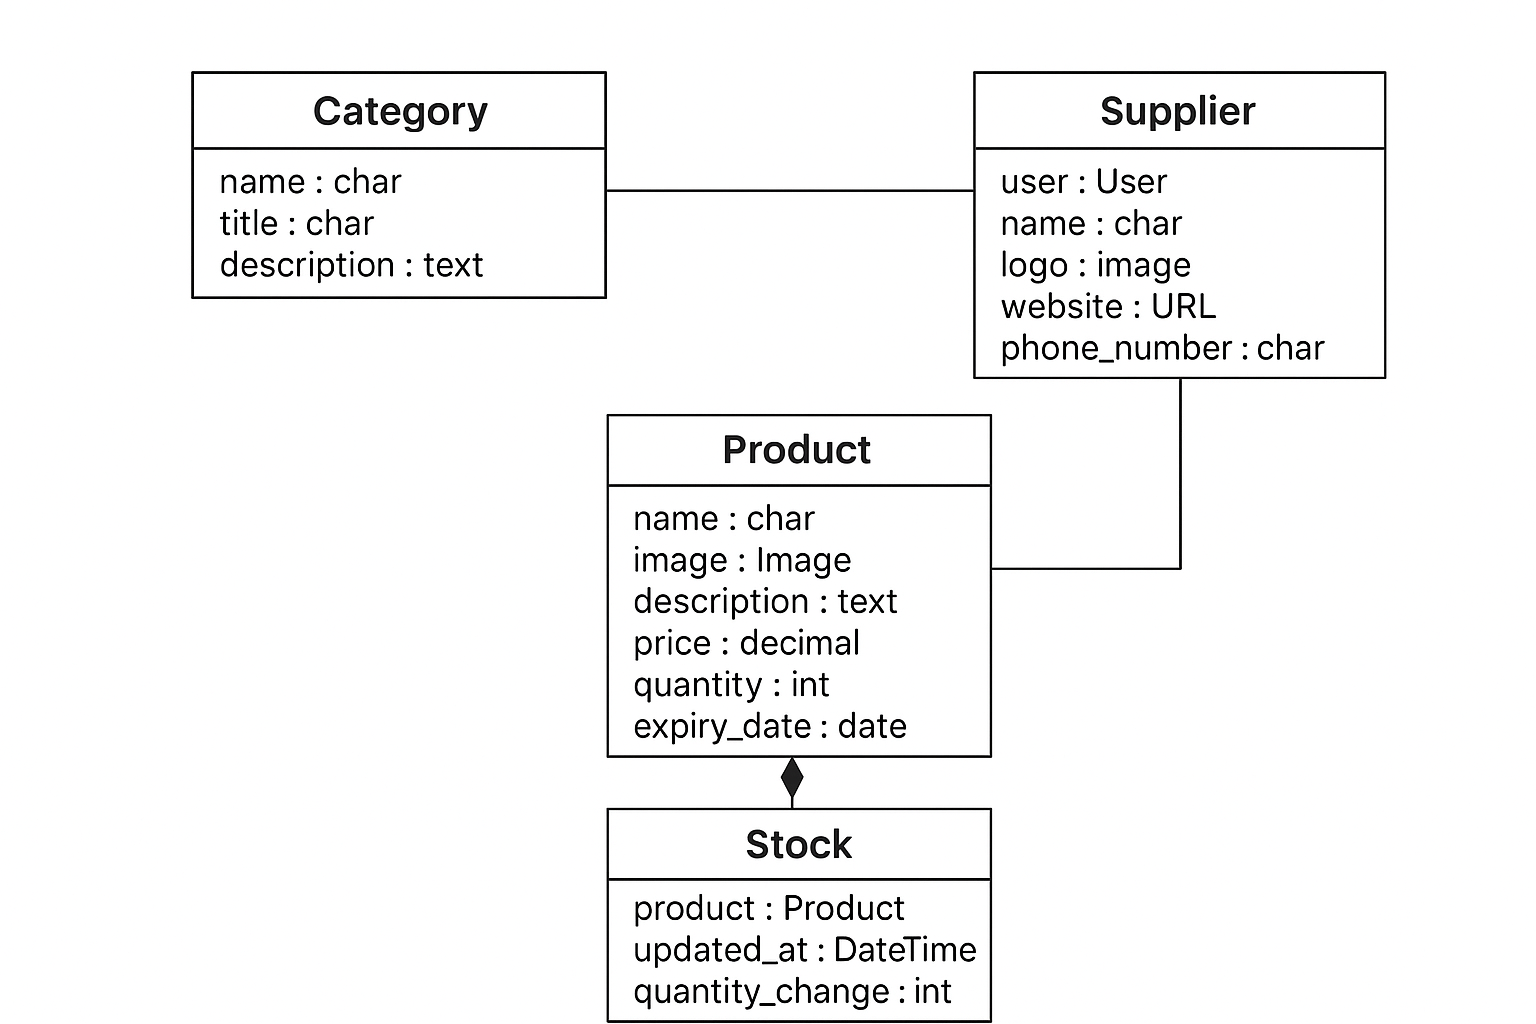 Category
name : char
title : char
description : text
Supplier
user : User
name : char
logo : image
website : URL
phone_number : char
Product
name : char
image : Image
description : text
price : decimal
quantity : int
expiry_date : date
Stock
product : Product
updated_at : DateTime
quantity_change : int